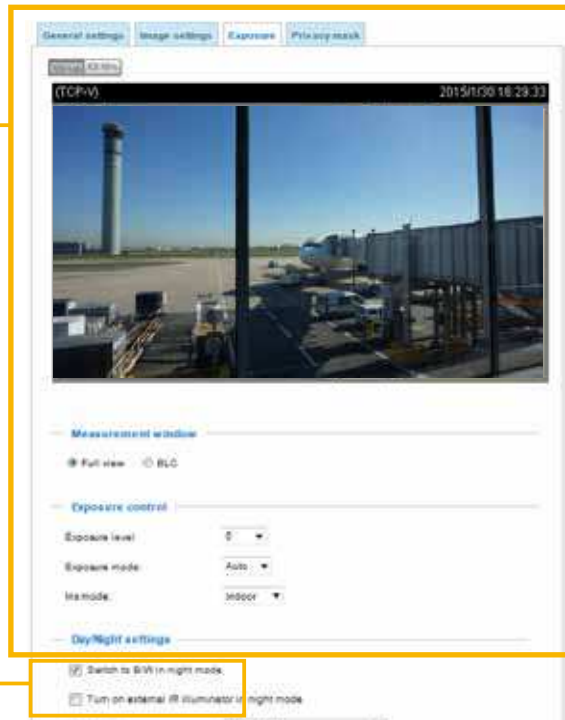 General settings Image settings Exposure Privacy mask
(TCP-V) 2015/1/30 16:29:33
Measurement window
Full view BLC
Exposure control
Exposure level: 0
Exposure mode: Auto
Iris mode: Indoor
Day/Night settings
Switch to B/W in night mode
Turn on external IR illuminator in night mode